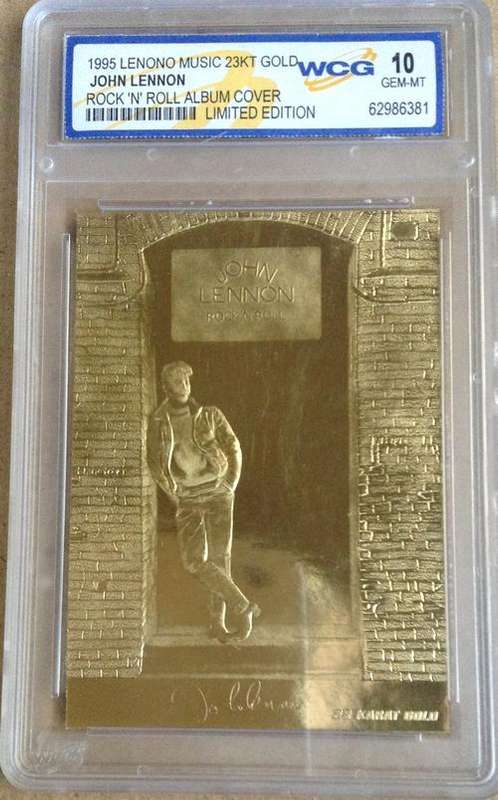 1995 LENONO MUSIC 23KT GOLD
JOHN LENNON
ROCK 'N' ROLL ALBUM COVER
LIMITED EDITION
WCG
10
GEM-MT
62986381
JOHN
LENNON
ROCK 'N' ROLL
KARAT GOLD